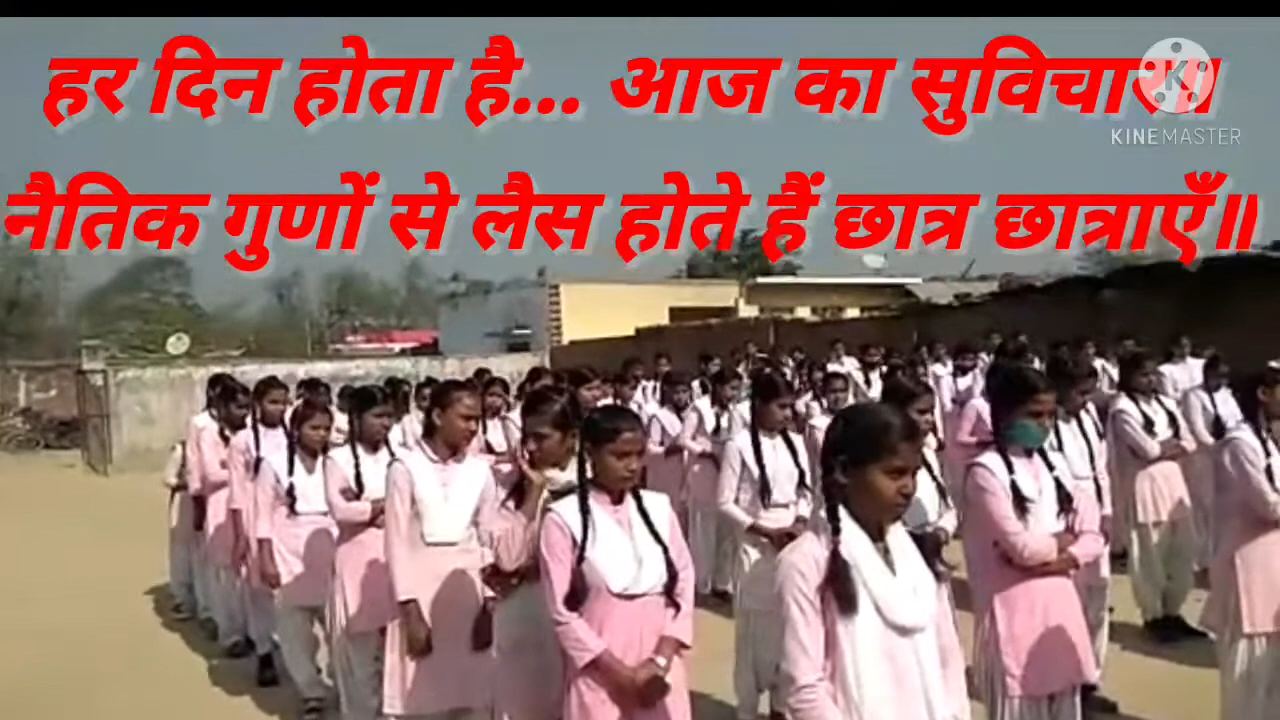 हर दिन होता है... आज का सुविचार॥
नैतिक गुणों से लैस होते हैं छात्र छात्राएँ॥
KINEMASTER